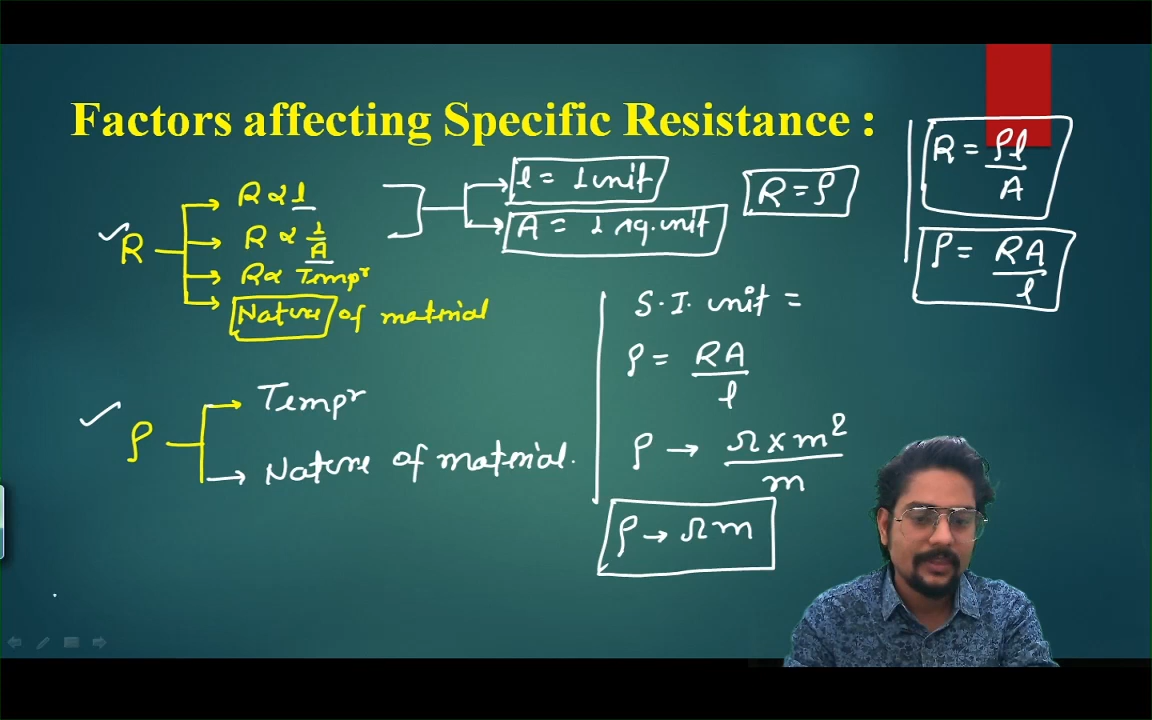 Factors affecting Specific Resistance :
R
R ∝ l
R ∝ 1/A
R ∝ Tempr
Nature of material
l = 1 unit
A = 1 sq. unit
R = ρ
R = ρl/A
ρ = RA/l
ρ
Tempr
Nature of material.
S.I. unit =
ρ = RA/l
ρ → Ω x m²/m
ρ → Ωm